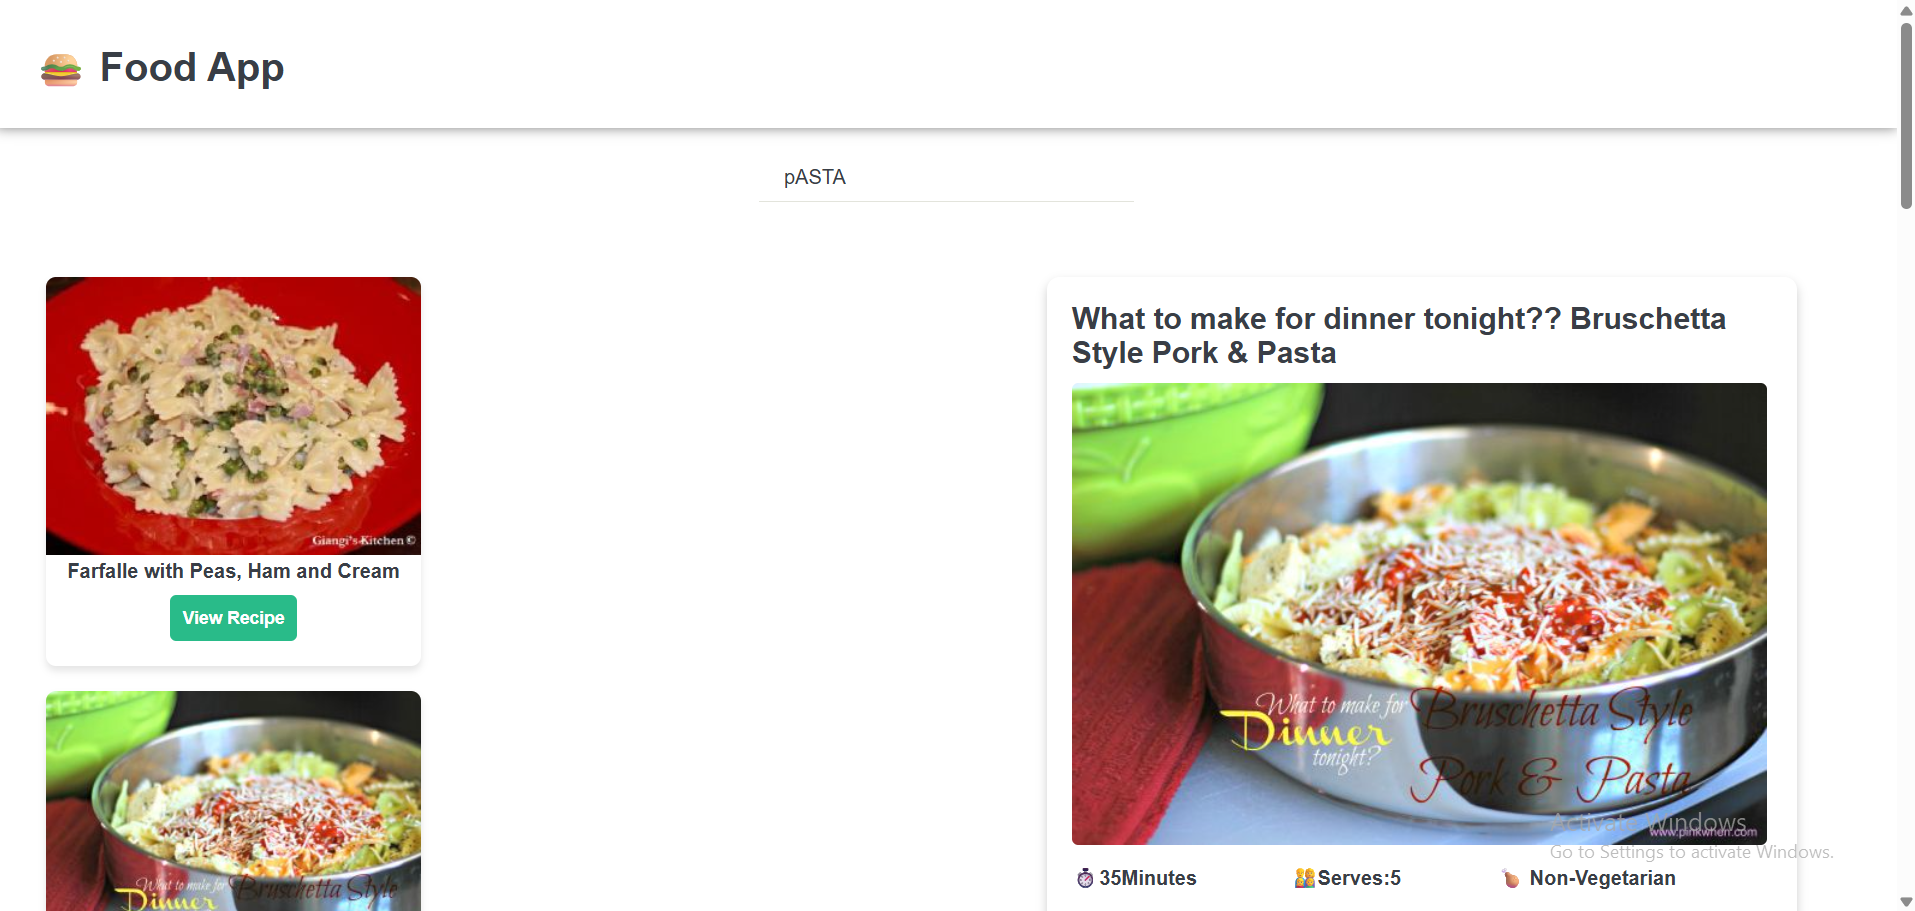 Food App
pASTA
Giangi's Kitchen ©
Farfalle with Peas, Ham and Cream
View Recipe
What to make for
Dinner
Bruschetta Style
What to make for dinner tonight?? Bruschetta
Style Pork & Pasta
What to make for
Dinner
tonight?
Bruschetta Style
Pork & Pasta
www.pinkwhen.com
Activate Windows
Go to Settings to activate Windows.
35Minutes
Serves:5
Non-Vegetarian